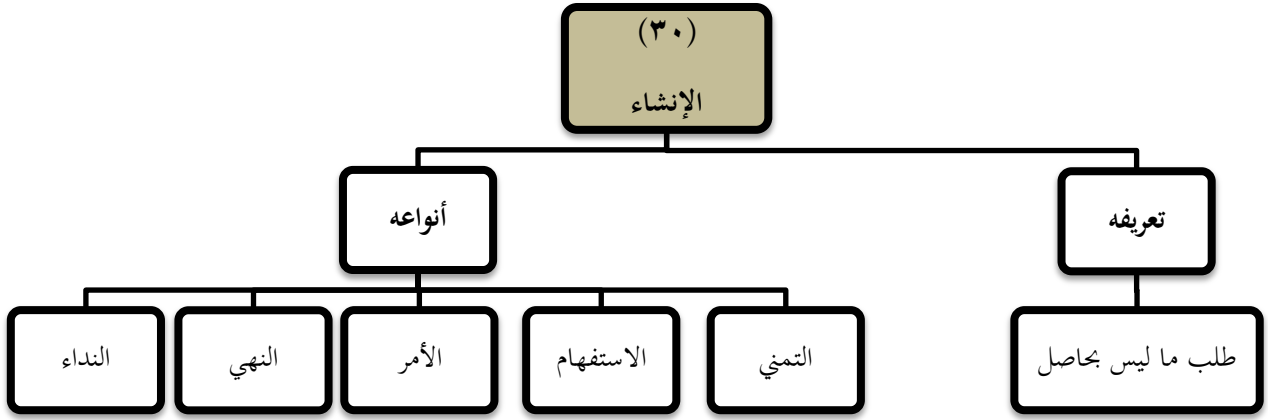 (٣٠)
الإنشاء
تعريفه
أنواعه
طلب ما ليس بحاصل
التمني
الاستفهام
الأمر
النهي
النداء